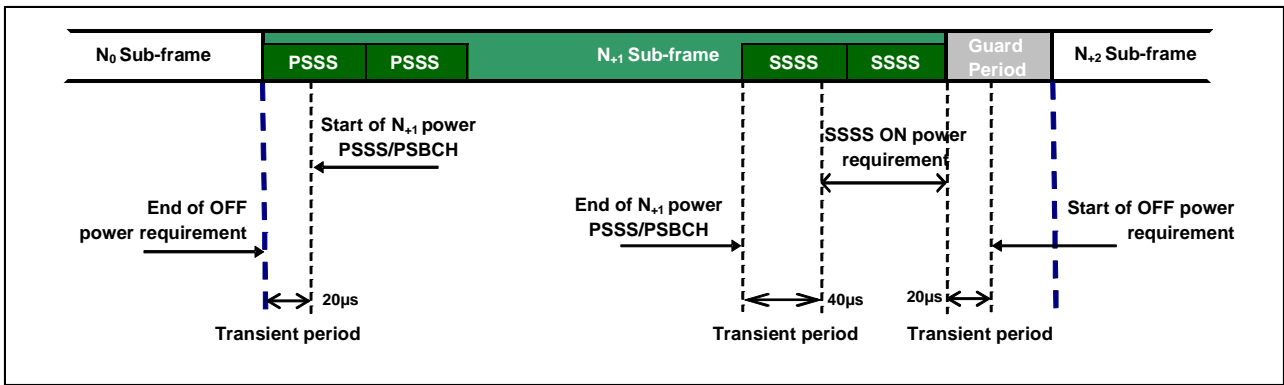 N0 Sub-frame
PSSS
PSSS
N+1 Sub-frame
SSSS
SSSS
Guard
Period
N+2 Sub-frame
Start of N+1 power
PSSS/PSBCH
SSSS ON power
requirement
End of OFF
power requirement
End of N+1 power
PSSS/PSBCH
Start of OFF power
requirement
20µs
40µs
20µs
Transient period
Transient period
Transient period